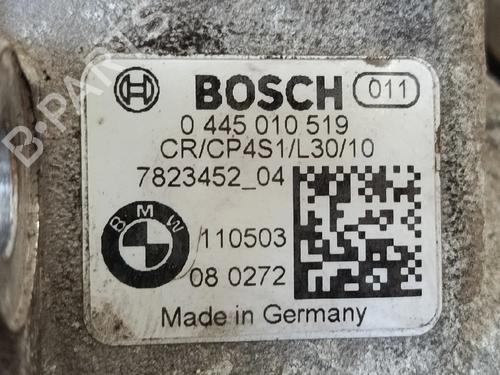 BOSCH 011
0 445 010 519
CR/CP4S1/L30/10
7823452_04
BMW
110503
08 0272
Made in Germany
B-PARTS